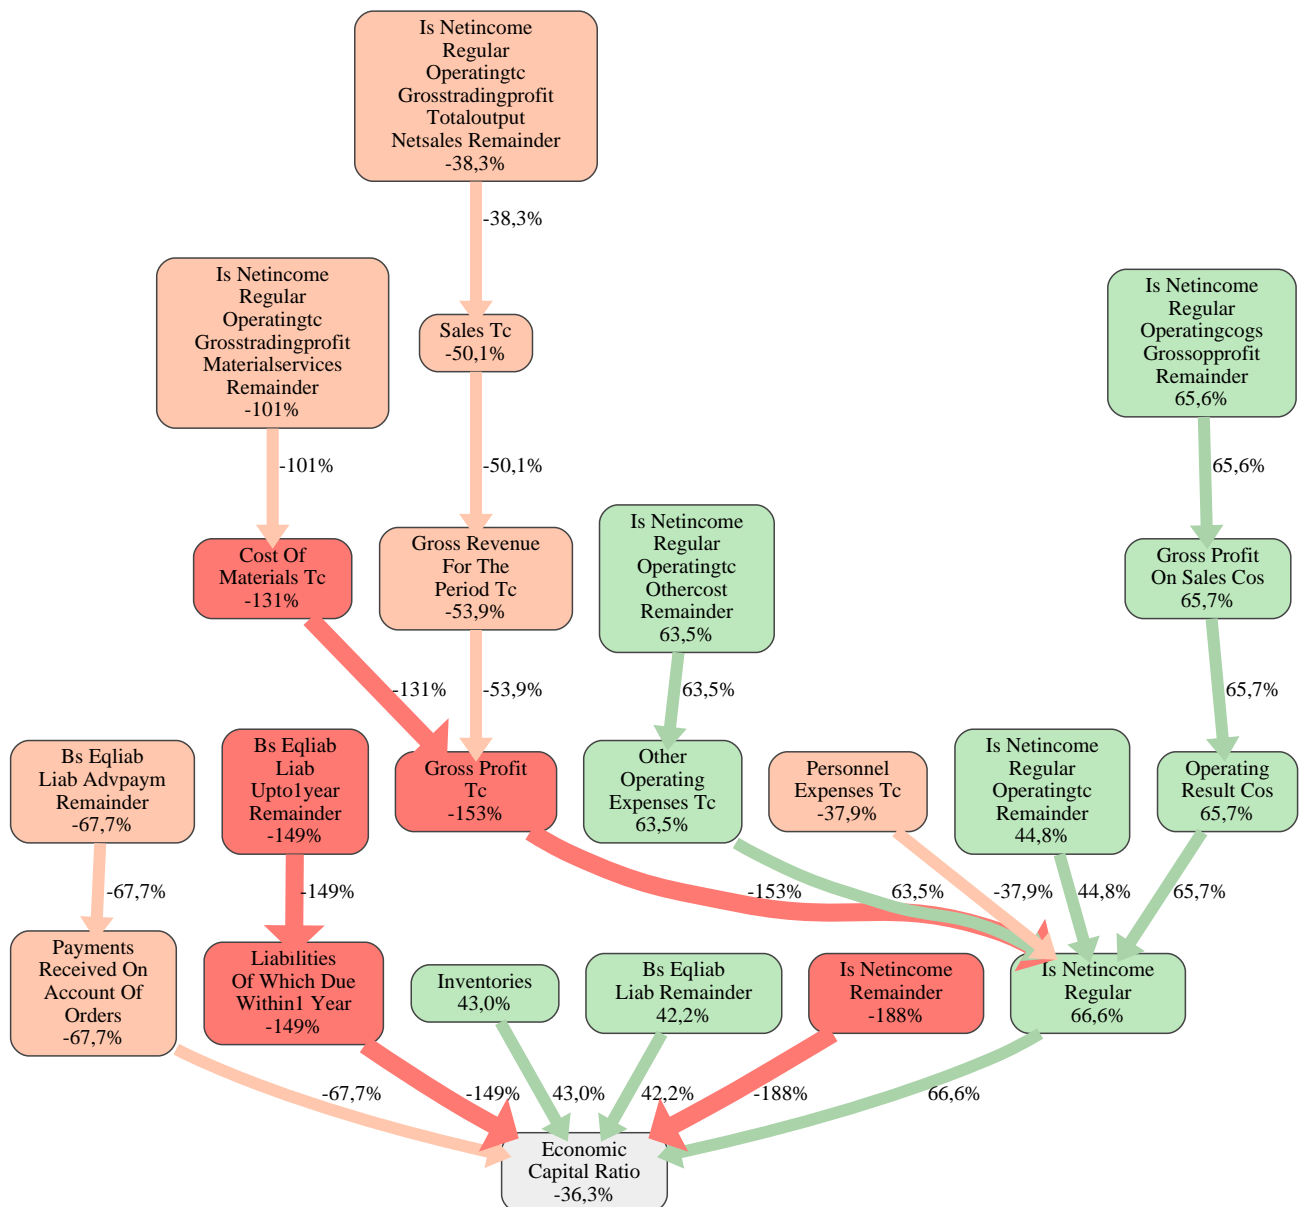 Is Netincome
Regular
Operatingtc
Grosstradingprofit
Totaloutput
Netsales Remainder
-38,3%
-38,3%
Is Netincome
Regular
Operatingtc
Grosstradingprofit
Materialservices
Remainder
-101%
Sales Tc
-50,1%
Is Netincome
Regular
Operatingcogs
Grossopprofit
Remainder
65,6%
-101%
-50,1%
65,6%
Cost Of
Materials Tc
-131%
Gross Revenue
For The
Period Tc
-53,9%
Is Netincome
Regular
Operatingtc
Othercost
Remainder
63,5%
Gross Profit
On Sales Cos
65,7%
-131%
-53,9%
63,5%
65,7%
Bs Eqliab
Liab Advpaym
Remainder
-67,7%
Bs Eqliab
Liab
Upto1year
Remainder
-149%
Gross Profit
Tc
-153%
Other
Operating
Expenses Tc
63,5%
Personnel
Expenses Tc
-37,9%
Is Netincome
Regular
Operatingtc
Remainder
44,8%
Operating
Result Cos
65,7%
-67,7%
-149%
-153%
63,5%
-37,9%
44,8%
65,7%
Payments
Received On
Account Of
Orders
-67,7%
Liabilities
Of Which Due
Within1 Year
-149%
Inventories
43,0%
Bs Eqliab
Liab Remainder
42,2%
Is Netincome
Remainder
-188%
Is Netincome
Regular
66,6%
-67,7%
-149%
43,0%
42,2%
-188%
66,6%
Economic
Capital Ratio
-36,3%